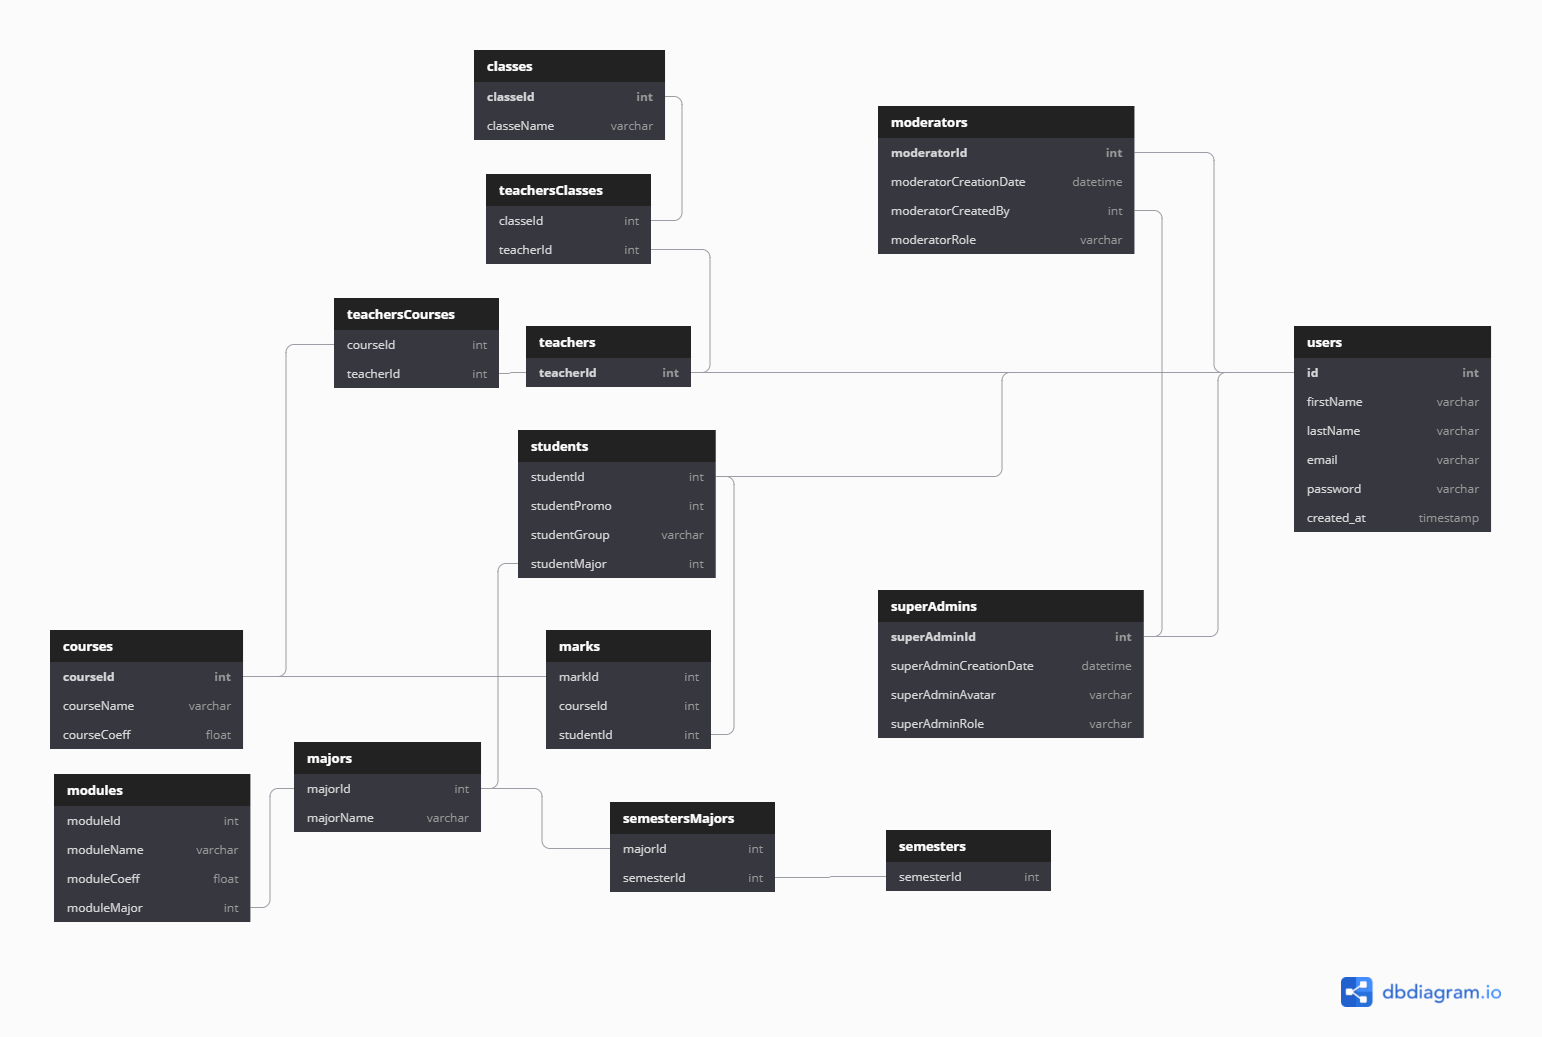 classes
classeId int
classeName varchar
teachersClasses
classeId int
teacherId int
teachersCourses
courseId int
teacherId int
teachers
teacherId int
students
studentId int
studentPromo int
studentGroup varchar
studentMajor int
moderators
moderatorId int
moderatorCreationDate datetime
moderatorCreatedBy int
moderatorRole varchar
users
id int
firstName varchar
lastName varchar
email varchar
password varchar
created_at timestamp
superAdmins
superAdminId int
superAdminCreationDate datetime
superAdminAvatar varchar
superAdminRole varchar
courses
courseId int
courseName varchar
courseCoeff float
marks
markId int
courseId int
studentId int
modules
moduleId int
moduleName varchar
moduleCoeff float
moduleMajor int
majors
majorId int
majorName varchar
semestersMajors
majorId int
semesterId int
semesters
semesterId int
dbdiagram.io